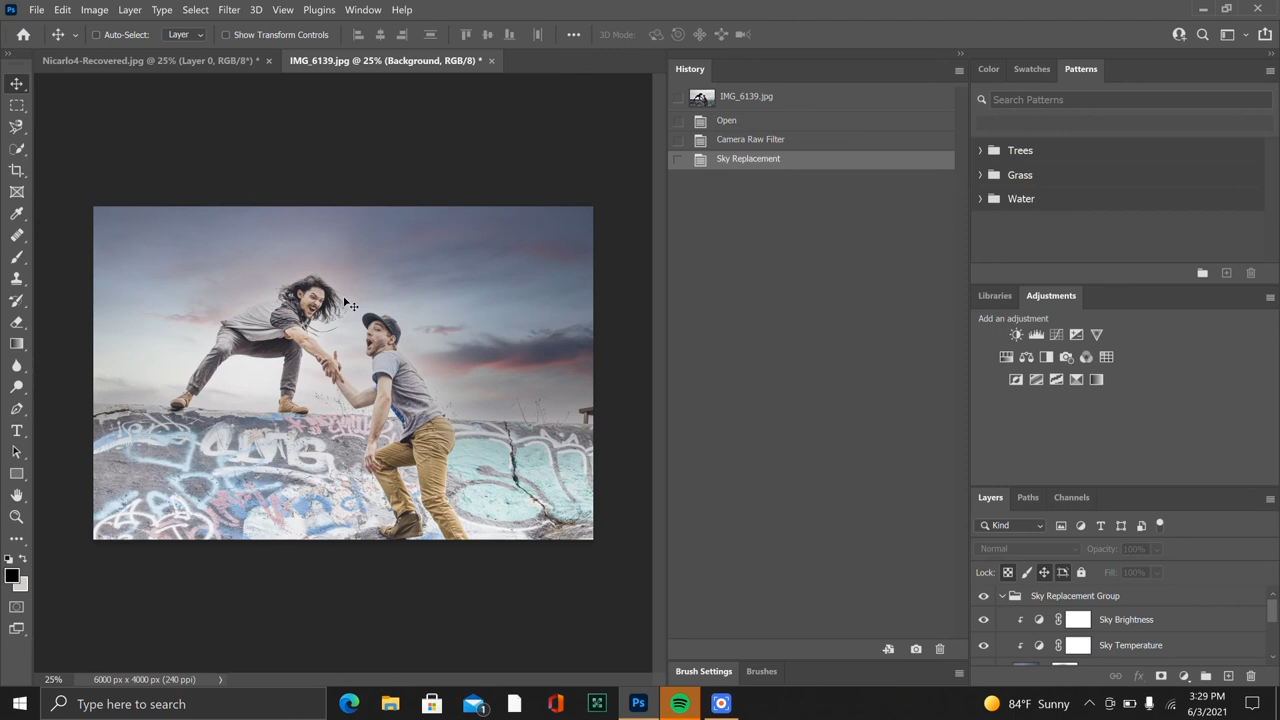 Ps File Edit Image Layer Type Select Filter 3D View Plugins Window Help
Auto-Select: Layer Show Transform Controls 3D Mode:
Nicarlo4-Recovered.jpg @ 25% (Layer 0, RGB/8*) * IMG_6139.jpg @ 25% (Background, RGB/8) *
History
IMG_6139.jpg
Open
Camera Raw Filter
Sky Replacement
Color Swatches Patterns
Search Patterns
Trees
Grass
Water
Libraries Adjustments
Add an adjustment
Layers Paths Channels
Kind
Normal Opacity: 100%
Lock: Fill: 100%
Sky Replacement Group
Sky Brightness
Sky Temperature
Brush Settings Brushes
25% 6000 px x 4000 px (240 ppi)
Type here to search
Ps
1
84°F Sunny
3:29 PM
6/3/2021